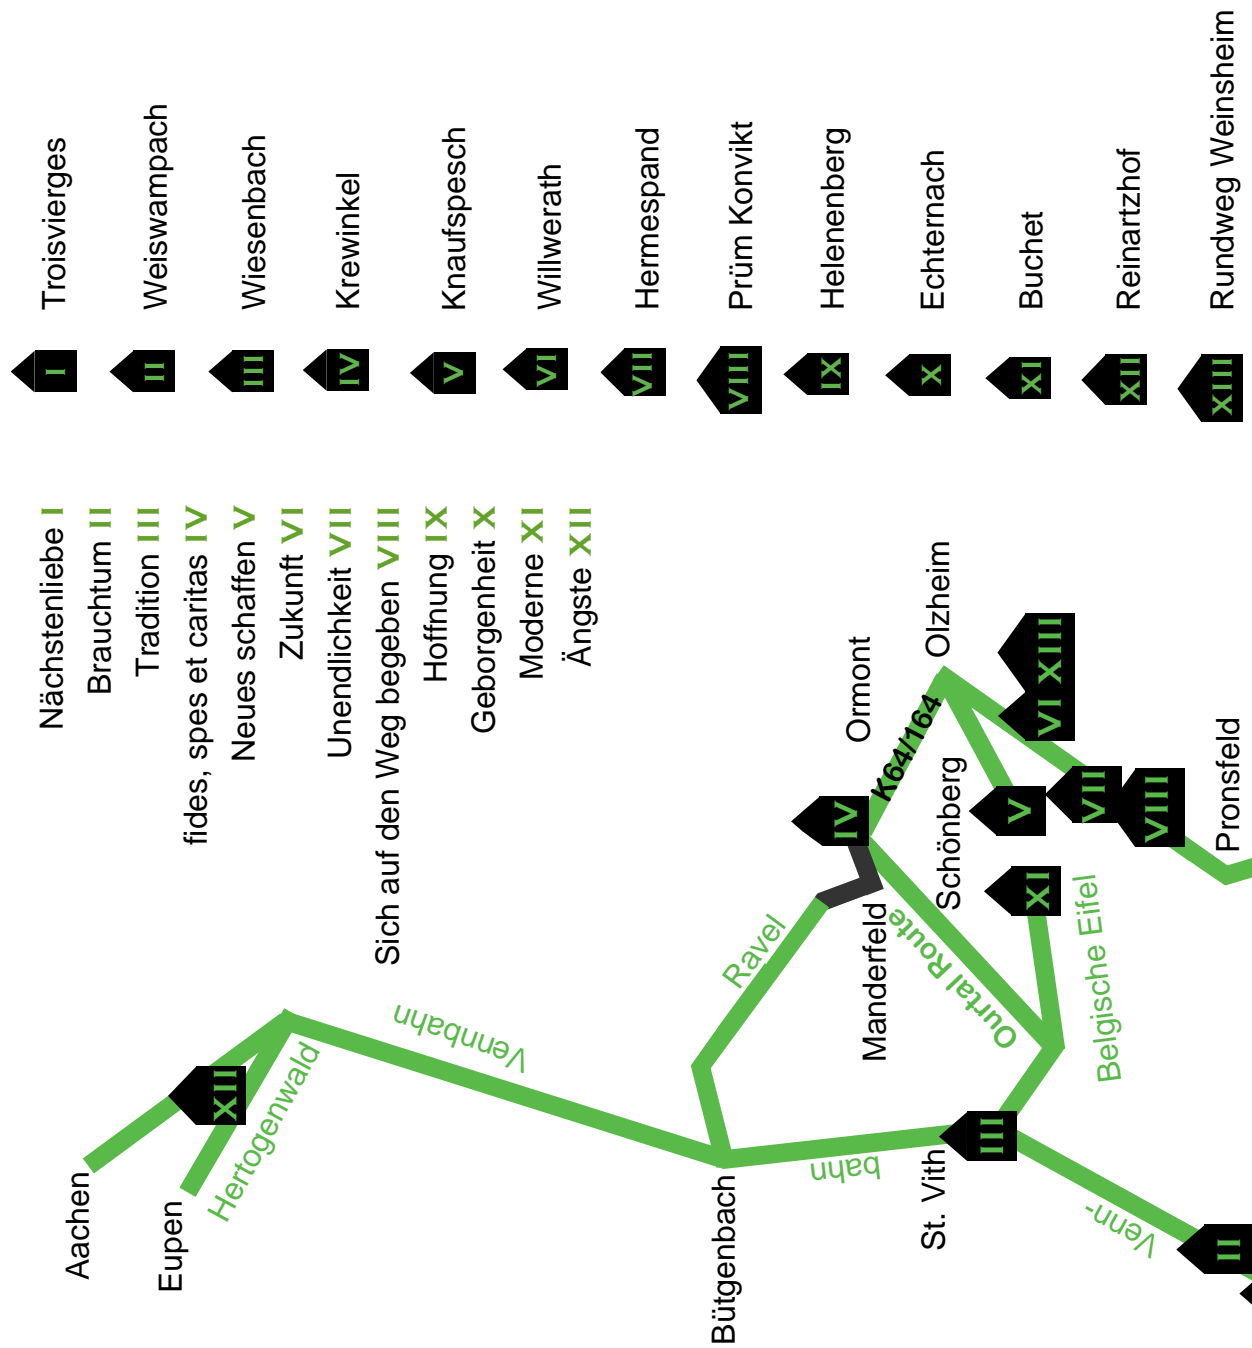 Troisvierges
I
Weiswampach
II
Wiesenbach
III
Krewinkel
IV
Knaufspesch
V
Willwerath
VI
Hermespand
VII
Prüm Konvikt
VIII
Helenenberg
IX
Echternach
X
Buchet
XI
Reinartzhof
XII
Rundweg Weinsheim
XIII
Nächstenliebe I
Brauchtum II
Tradition III
fides, spes et caritas IV
Neues schaffen V
Zukunft VI
Unendlichkeit VII
Sich auf den Weg begeben VIII
Hoffnung IX
Geborgenheit X
Moderne XI
Ängste XII
Aachen
Eupen
XII
Hertogenwald
Vennbahn
Bütgenbach
Ravel
Manderfeld
IV
Ormont
K64/164
Olzheim
Schönberg
V
VI XIII
VII
VIII
Pronsfeld
XI
Ourtal Route
Belgische Eifel
bahn
St. Vith
III
Venn-
II